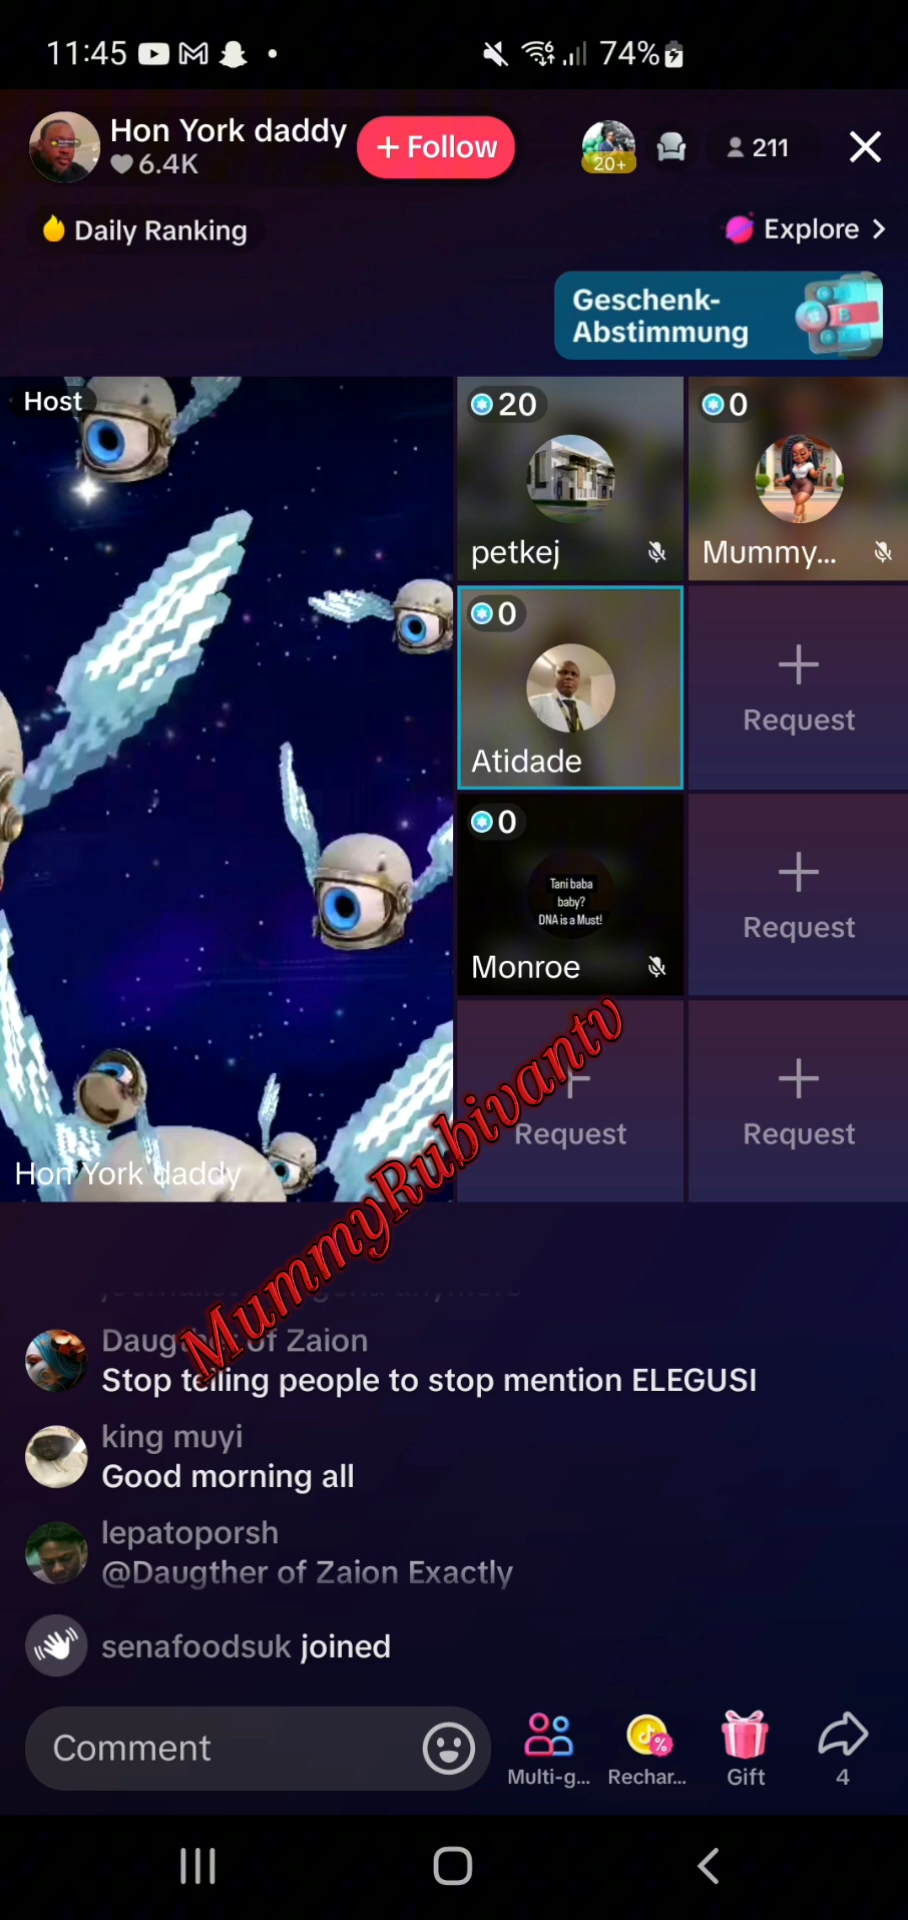 11:45
74%
Hon York daddy
6.4K
+ Follow
20+
211
Daily Ranking
Explore >
Geschenk-
Abstimmung
Host
20
petkej
0
Mummy...
0
Atidade
Request
0
Tani baba
baby?
DNA is a Must!
Monroe
Request
Request
Request
Hon York daddy
MummyRubivantv
Daugther of Zaion
Stop telling people to stop mention ELEGUSI
king muyi
Good morning all
lepatoporsh
@Daugther of Zaion Exactly
senafoodsuk joined
Comment
Multi-g...
Rechar...
Gift
4